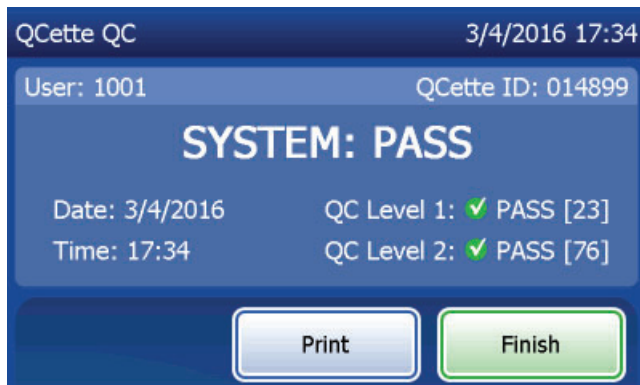 QCette QC 3/4/2016 17:34
User: 1001 QCette ID: 014899
SYSTEM: PASS
Date: 3/4/2016 QC Level 1: PASS [23]
Time: 17:34 QC Level 2: PASS [76]
Print Finish